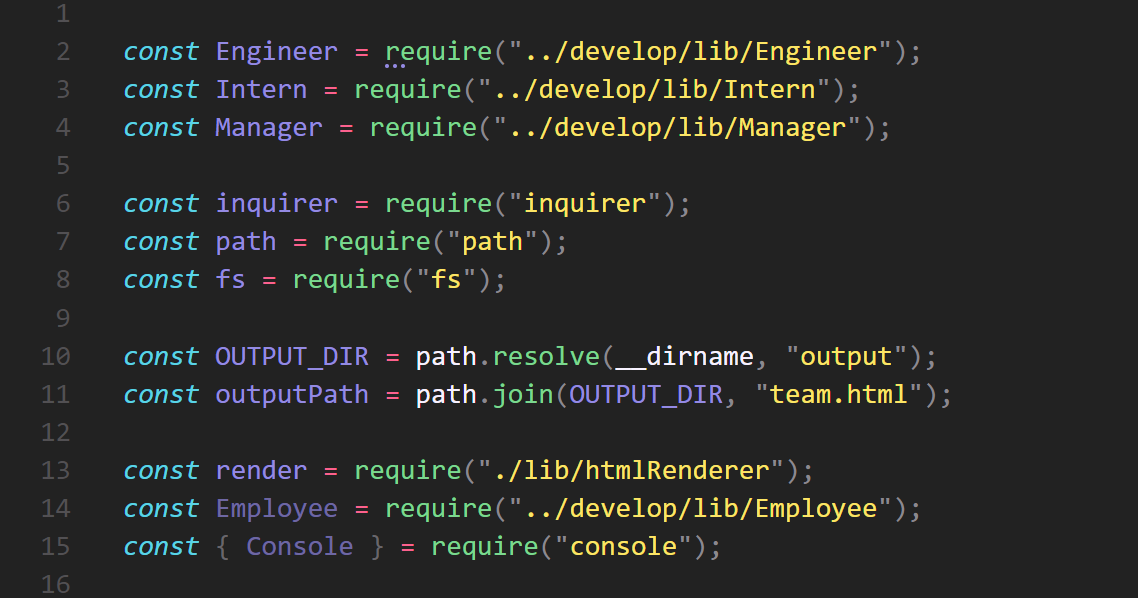 1
2 const Engineer = require("../develop/lib/Engineer");
3 const Intern = require("../develop/lib/Intern");
4 const Manager = require("../develop/lib/Manager");
5
6 const inquirer = require("inquirer");
7 const path = require("path");
8 const fs = require("fs");
9
10 const OUTPUT_DIR = path.resolve(__dirname, "output");
11 const outputPath = path.join(OUTPUT_DIR, "team.html");
12
13 const render = require("./lib/htmlRenderer");
14 const Employee = require("../develop/lib/Employee");
15 const { Console } = require("console");
16